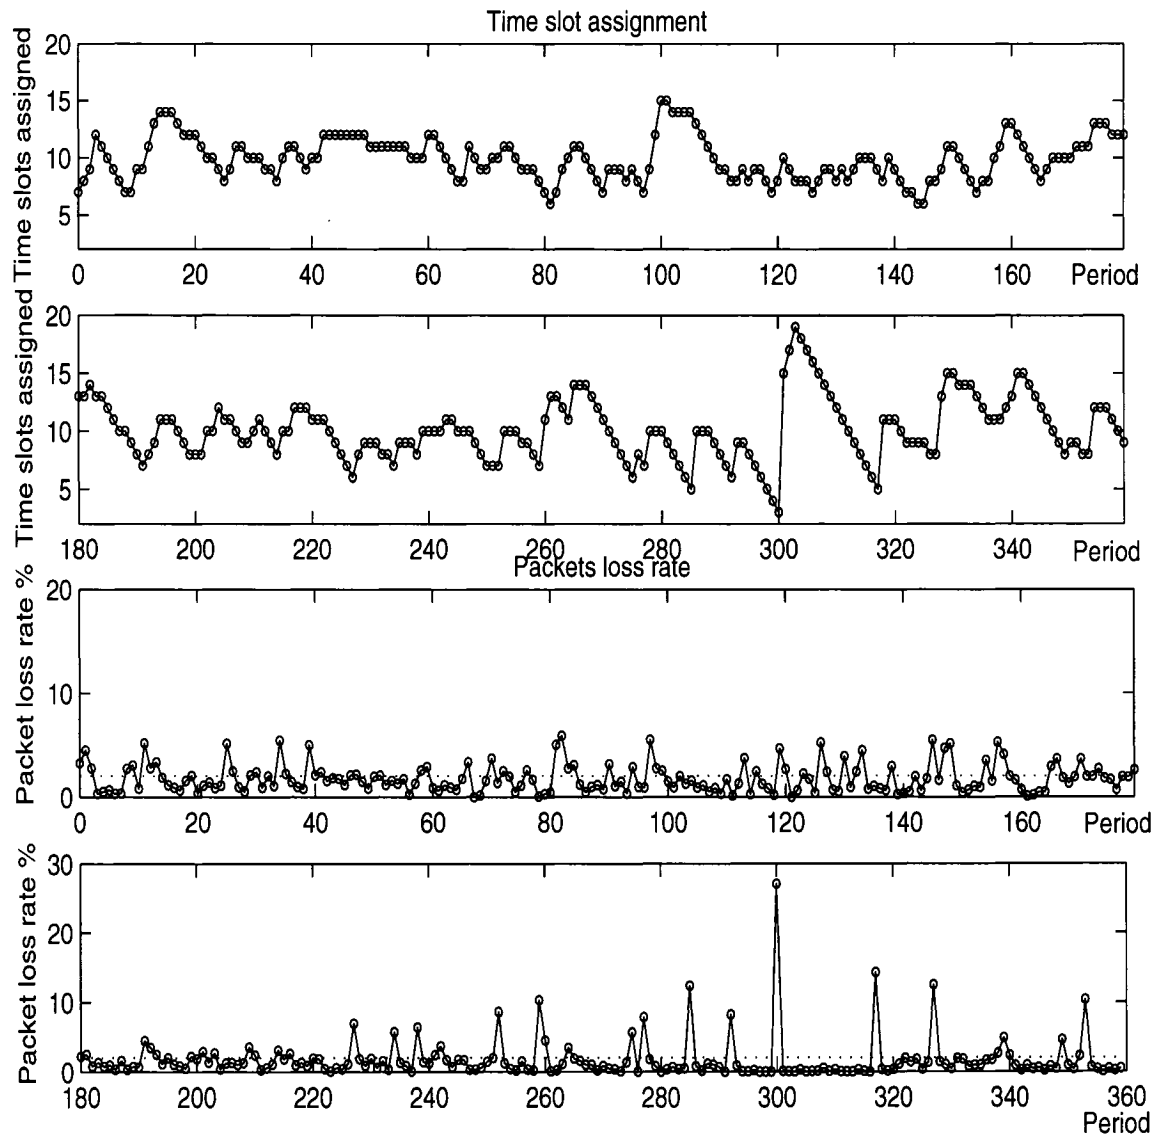 Time slot assignment
Time slots assigned
20
15
10
5
0 20 40 60 80 100 120 140 160 Period
Time slots assigned
20
15
10
5
180 200 220 240 260 280 300 320 340 Period
Packets loss rate
Packet loss rate %
20
10
0
0 20 40 60 80 100 120 140 160 Period
Packet loss rate %
30
20
10
0
180 200 220 240 260 280 300 320 340 360
Period